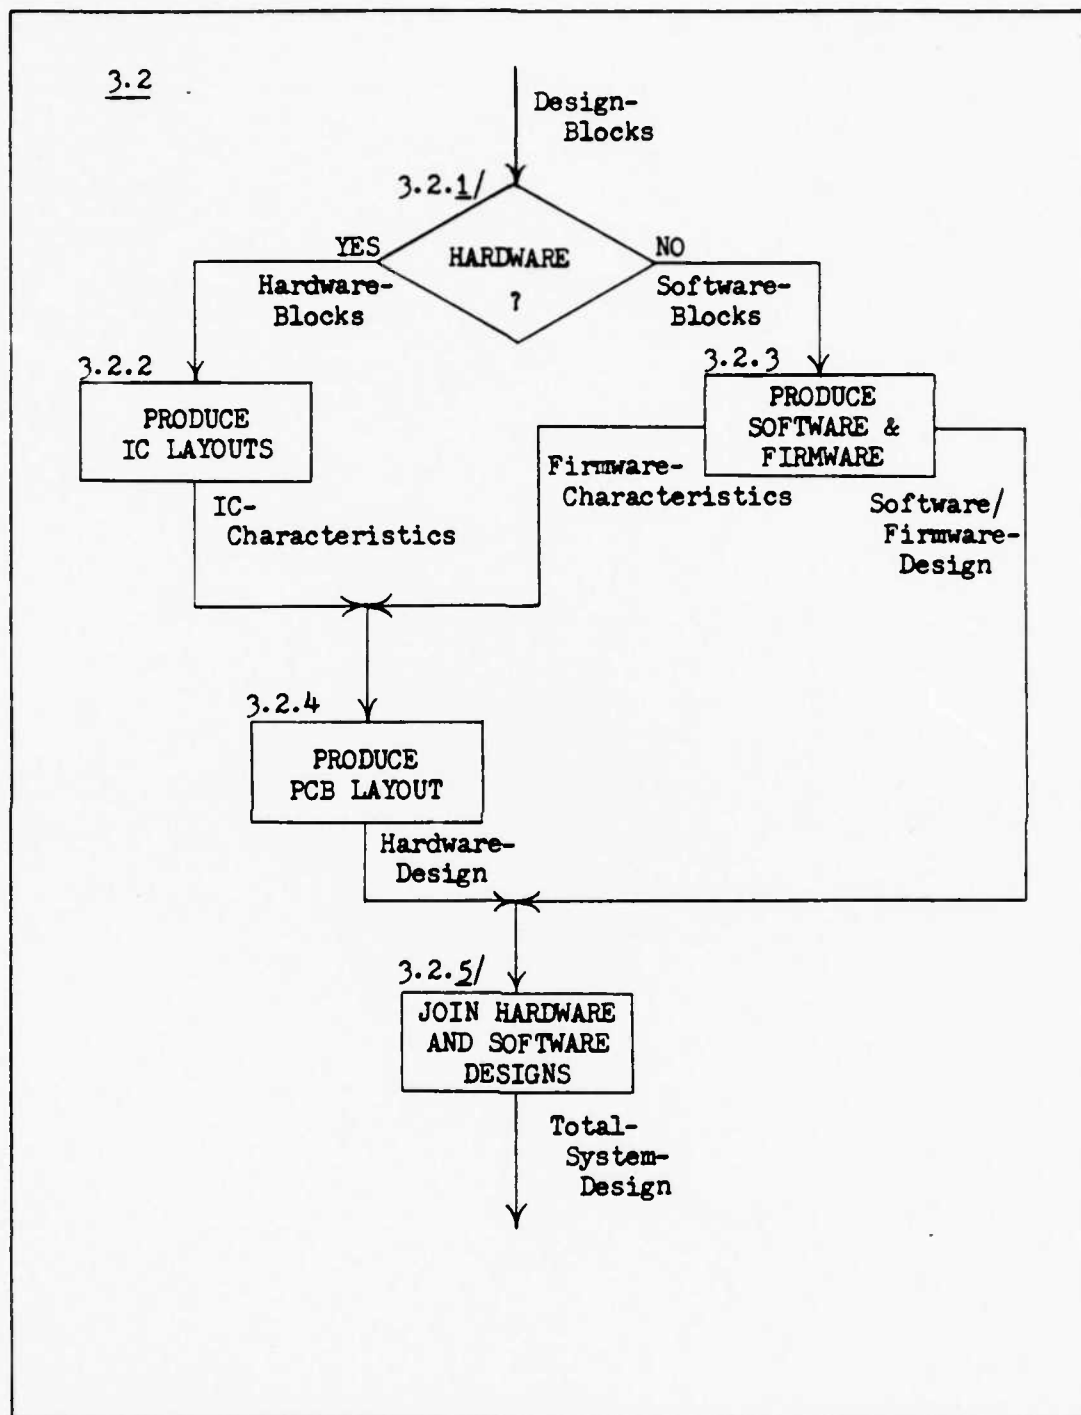 3.2
Design-
Blocks
3.2.1/
YES
HARDWARE
?
NO
Hardware-
Blocks
Software-
Blocks
3.2.2
PRODUCE
IC LAYOUTS
3.2.3
PRODUCE
SOFTWARE &
FIRMWARE
IC-
Characteristics
Firmware-
Characteristics
Software/
Firmware-
Design
3.2.4
PRODUCE
PCB LAYOUT
Hardware-
Design
3.2.5/
JOIN HARDWARE
AND SOFTWARE
DESIGNS
Total-
System-
Design